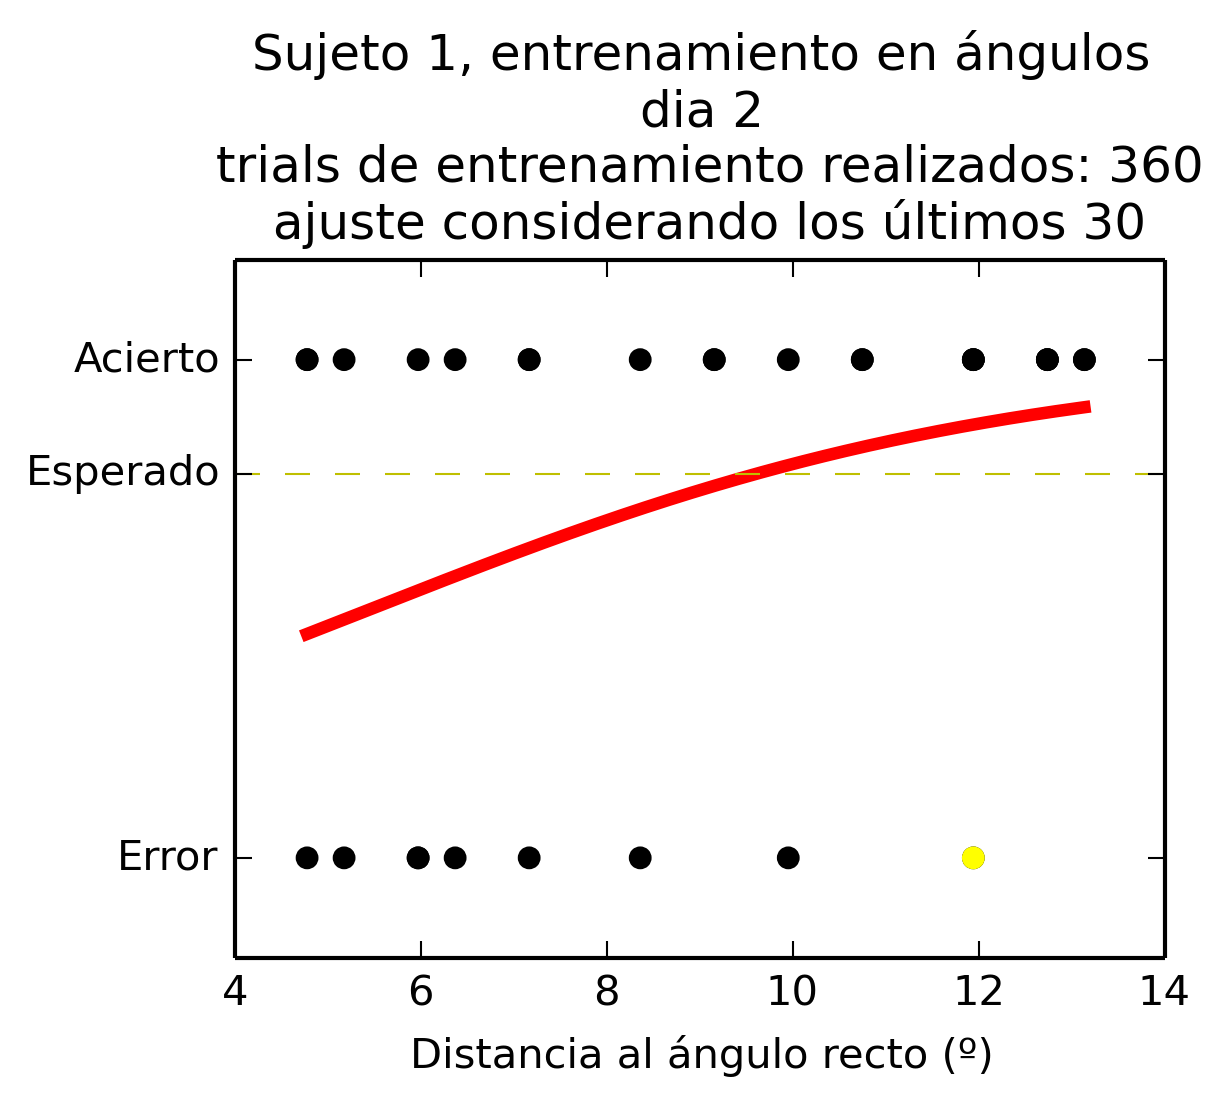 Sujeto 1, entrenamiento en ángulos
dia 2
trials de entrenamiento realizados: 360
ajuste considerando los últimos 30
Acierto
Esperado
Error
4 6 8 10 12 14
Distancia al ángulo recto (º)